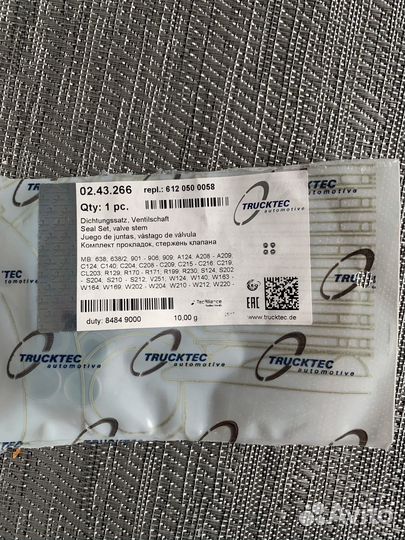 02.43.266 repl.: 612 050 0058
Qty: 1 pc.
TRUCKTEC
automotive
Dichtungssatz, Ventilschaft
Seal Set, valve stem
Juego de juntas, vástago de válvula
Комплект прокладок, стержень клапана
MB: 638, 638/2, 901 - 906, 909, A124, A208 - A209,
C124, C140, C204, C208 - C209, C215 - C216, C219,
CL203, R129, R170 - R171, R199, R230, S124, S202
- S204, S210 - S212, V251, W124, W140, W163 -
W164, W169, W202 - W204, W210 - W212, W220 -
TecAlliance
EAC
www.trucktec.de
duty: 8484 9000 10,00 g
TRUCKTEC
automotive
TRUCKTEC
automotive
TRUCKTEC
automotive
TRUCKTEC
Avito